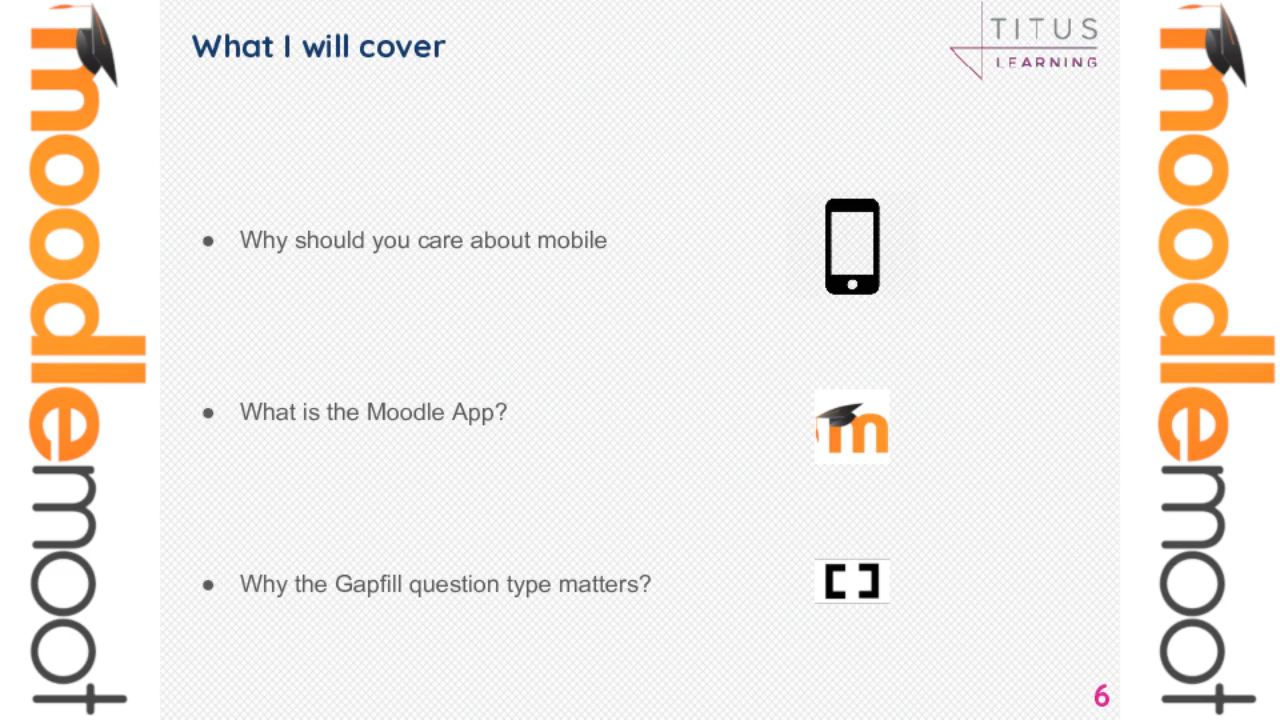 moodlemoot
What I will cover
TITUS
LEARNING
● Why should you care about mobile
● What is the Moodle App?
m
● Why the Gapfill question type matters?
[ ]
6
moodlemoot